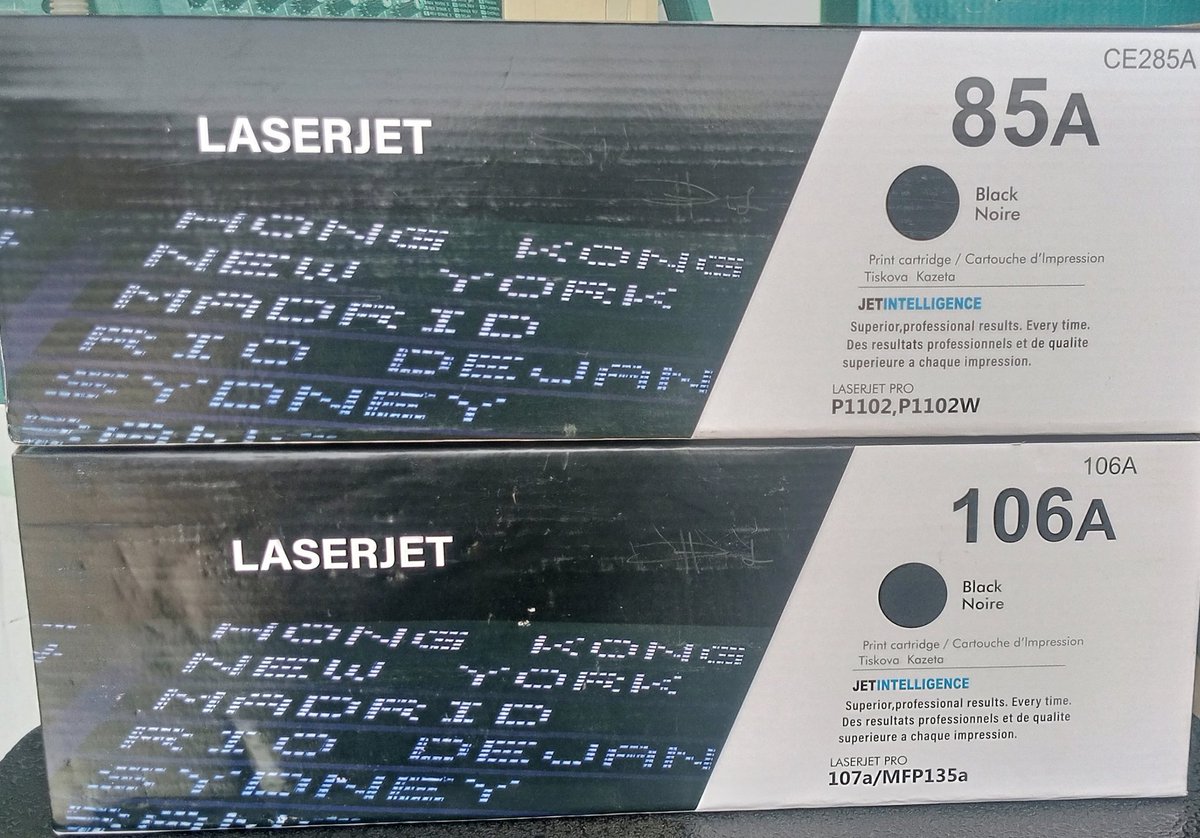 CE285A
85A
LASERJET
Black
Noire
HONG KONG
NEW YORK
MADRID
RIO DEJAN
SYDNEY
Print cartridge / Cartouche d'Impression
Tiskova Kazeta
JETINTELLIGENCE
Superior,professional results. Every time.
Des resultats professionnels et de qualite
superieure a chaque impression.
LASERJET PRO
P1102,P1102W
106A
106A
LASERJET
Black
Noire
HONG KONG
NEW YORK
MADRID
RIO DEJAN
SYDNEY
Print cartridge / Cartouche d'Impression
Tiskova Kazeta
JETINTELLIGENCE
Superior,professional results. Every time.
Des resultats professionnels et de qualite
superieure a chaque impression.
LASERJET PRO
107a/MFP135a